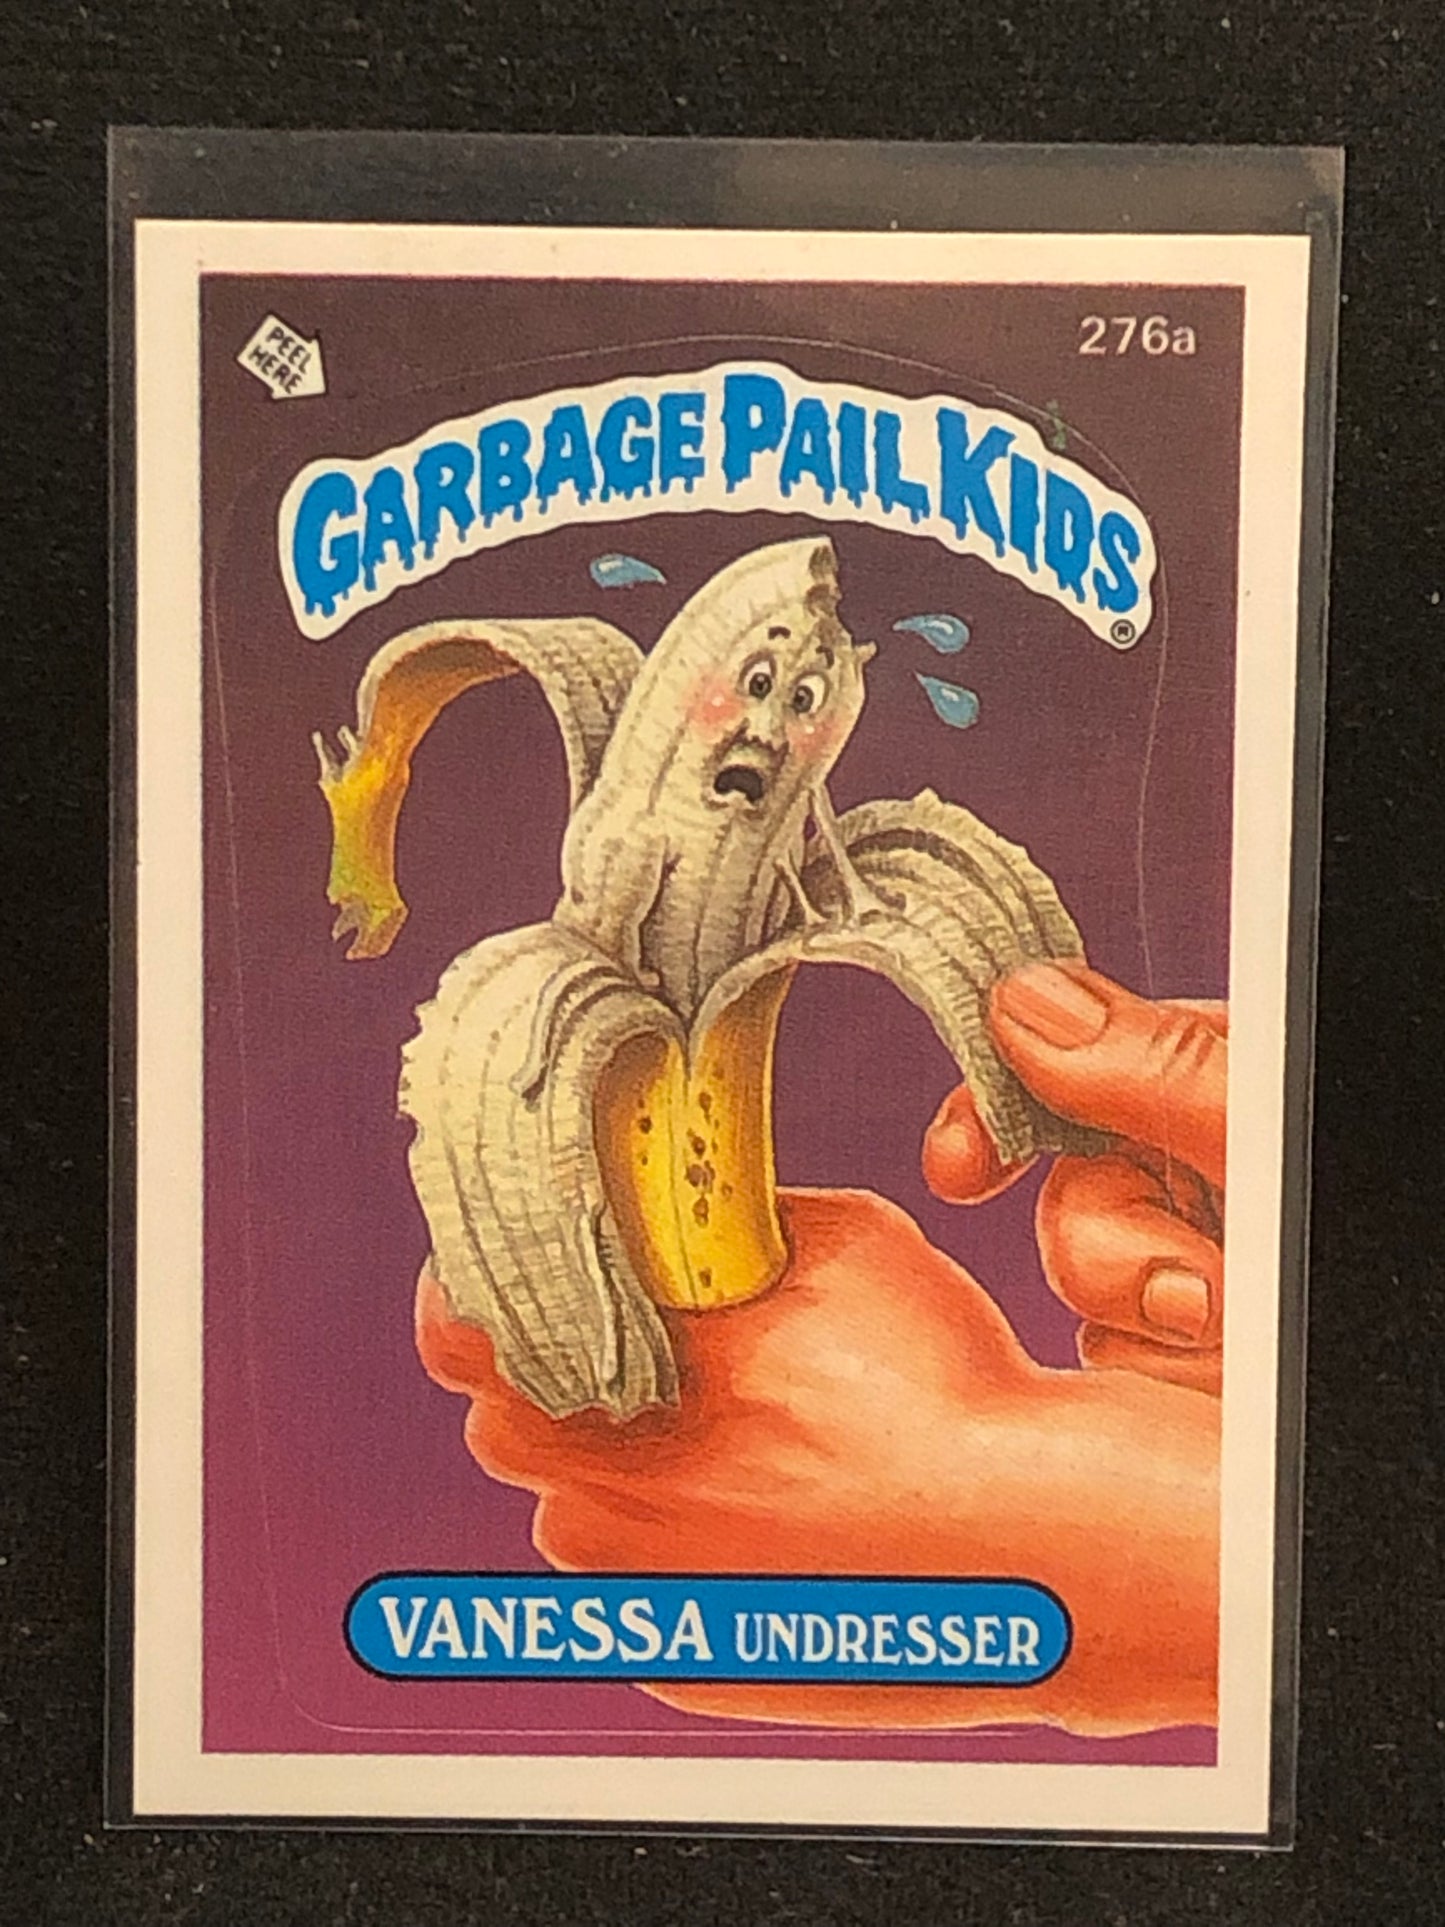 PEEL
HERE
276a
GARBAGE PAIL KIDS
VANESSA UNDRESSER